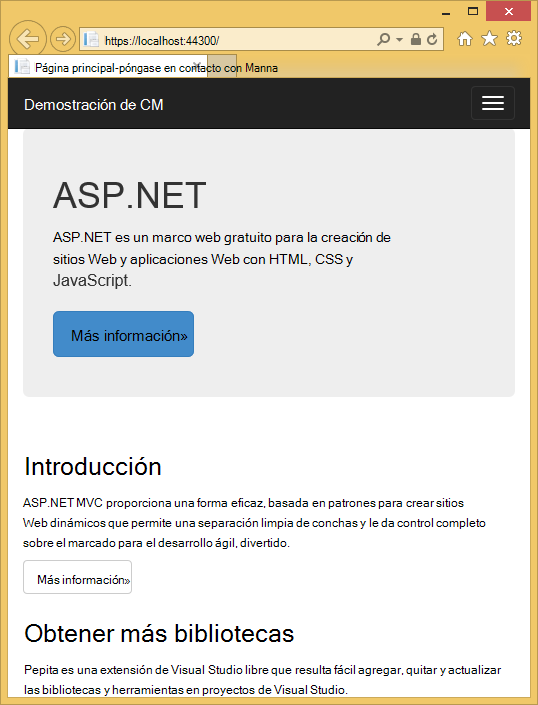 https://localhost:44300/
Página principal-póngase en contacto con Manna
Demostración de CM
ASP.NET
ASP.NET es un marco web gratuito para la creación de
sitios Web y aplicaciones Web con HTML, CSS y
JavaScript.
Más información»
Introducción
ASP.NET MVC proporciona una forma eficaz, basada en patrones para crear sitios
Web dinámicos que permite una separación limpia de conchas y le da control completo
sobre el marcado para el desarrollo ágil, divertido.
Más información»
Obtener más bibliotecas
Pepita es una extensión de Visual Studio libre que resulta fácil agregar, quitar y actualizar
las bibliotecas y herramientas en proyectos de Visual Studio.